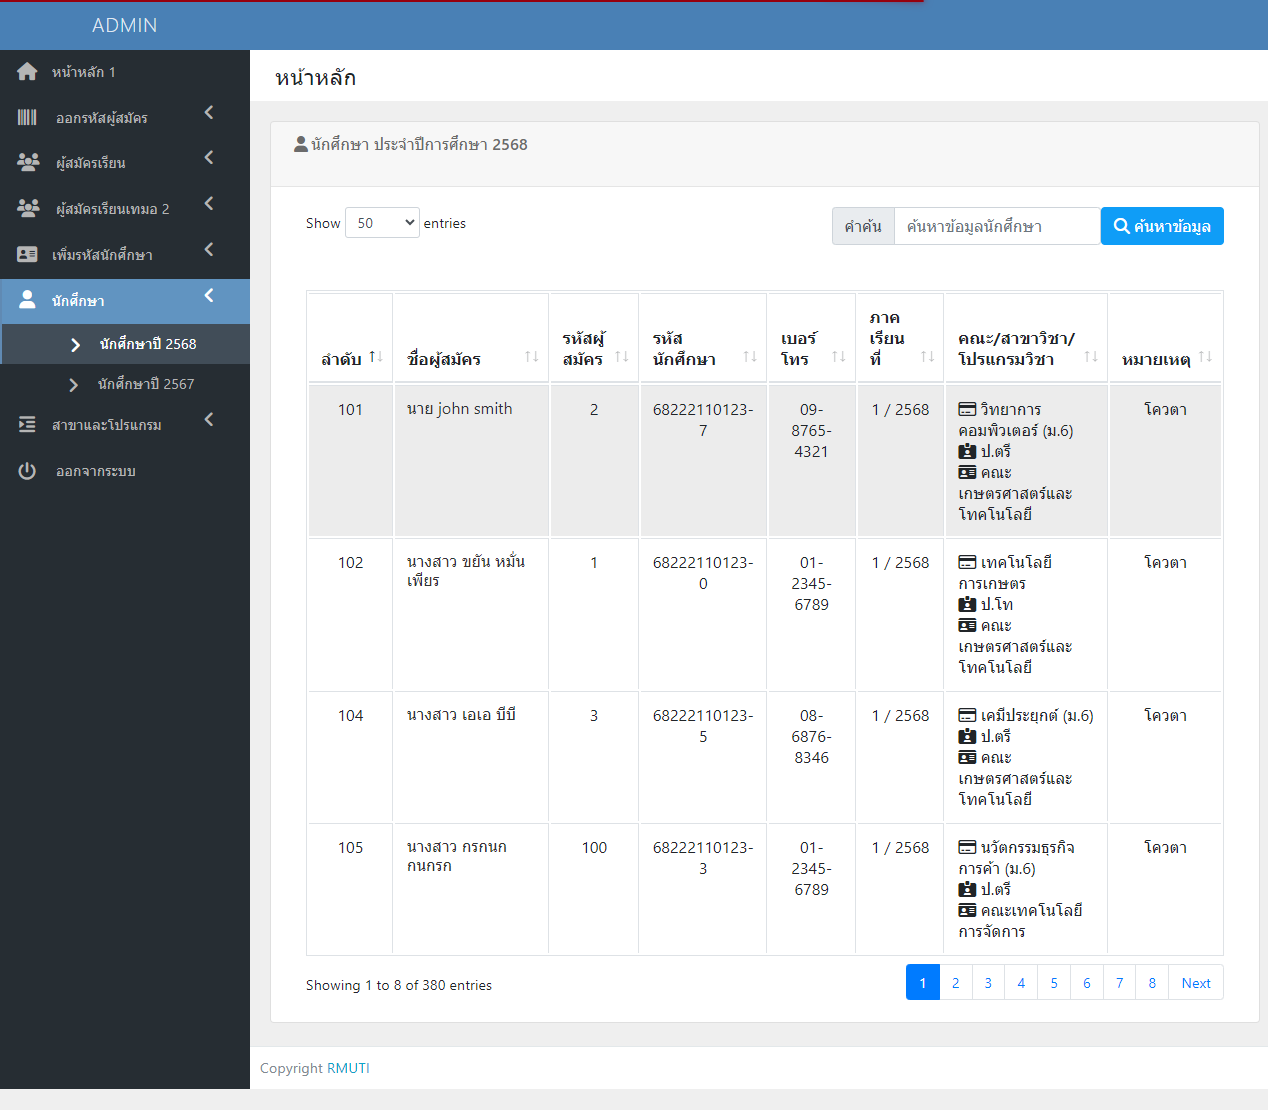 ADMIN
หน้าหลัก 1
ออกรหัสผู้สมัคร
ผู้สมัครเรียน
ผู้สมัครเรียนเทมอ 2
เพิ่มรหัสนักศึกษา
นักศึกษา
นักศึกษาปี 2568
นักศึกษาปี 2567
สาขาและโปรแกรม
ออกจากระบบ
หน้าหลัก
นักศึกษา ประจำปีการศึกษา 2568
Show 50 entries
คำค้น ค้นหาข้อมูลนักศึกษา ค้นหาข้อมูล
ลำดับ
ชื่อผู้สมัคร
รหัสผู้
สมัคร
รหัส
นักศึกษา
เบอร์
โทร
ภาค
เรียน
ที่
คณะ/สาขาวิชา/
โปรแกรมวิชา
หมายเหตุ
101
นาย john smith
2
68222110123-
7
09-
8765-
4321
1 / 2568
วิทยาการ
คอมพิวเตอร์ (ม.6)
ป.ตรี
คณะ
เกษตรศาสตร์และ
โทคโนโลยี
โควตา
102
นางสาว ขยัน หมั่น
เพียร
1
68222110123-
0
01-
2345-
6789
1 / 2568
เทคโนโลยี
การเกษตร
ป.โท
คณะ
เกษตรศาสตร์และ
โทคโนโลยี
โควตา
104
นางสาว เอเอ บีบี
3
68222110123-
5
08-
6876-
8346
1 / 2568
เคมีประยุกต์ (ม.6)
ป.ตรี
คณะ
เกษตรศาสตร์และ
โทคโนโลยี
โควตา
105
นางสาว กรกนก
กนกรก
100
68222110123-
3
01-
2345-
6789
1 / 2568
นวัตกรรมธุรกิจ
การค้า (ม.6)
ป.ตรี
คณะเทคโนโลยี
การจัดการ
โควตา
Showing 1 to 8 of 380 entries
1 2 3 4 5 6 7 8 Next
Copyright RMUTI